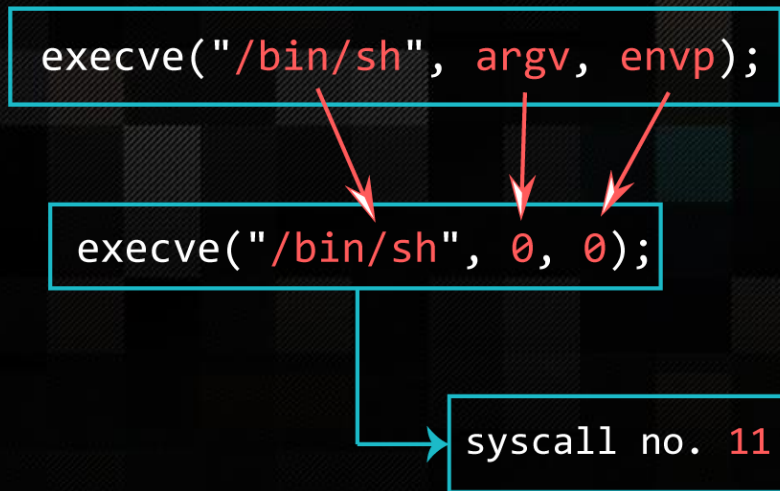 execve("/bin/sh", argv, envp);
execve("/bin/sh", 0, 0);
syscall no. 11